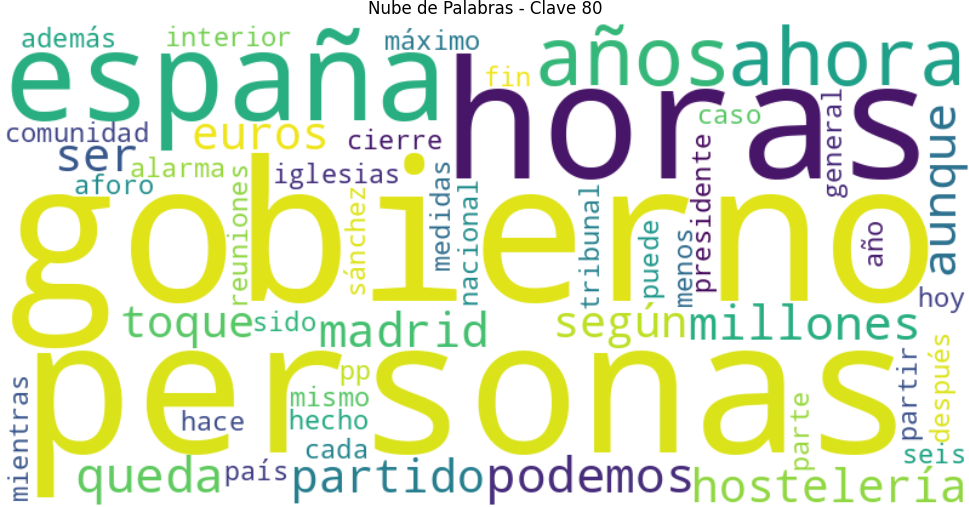 Nube de Palabras - Clave 80
además
interior
máximo
españa
horas
años
ahora
fin
caso
general
comunidad
euros
cierre
ser
alarma
iglesias
aforo
aunque
gobierno
reuniones
sánchez
medidas
nacional
tribunal
puede
menos
presidente
año
hoy
toque
sido
madrid
según
millones
personas
pp
mismo
hecho
hace
cada
mientras
partir
después
parte
seis
queda
país
partido
podemos
hostelería